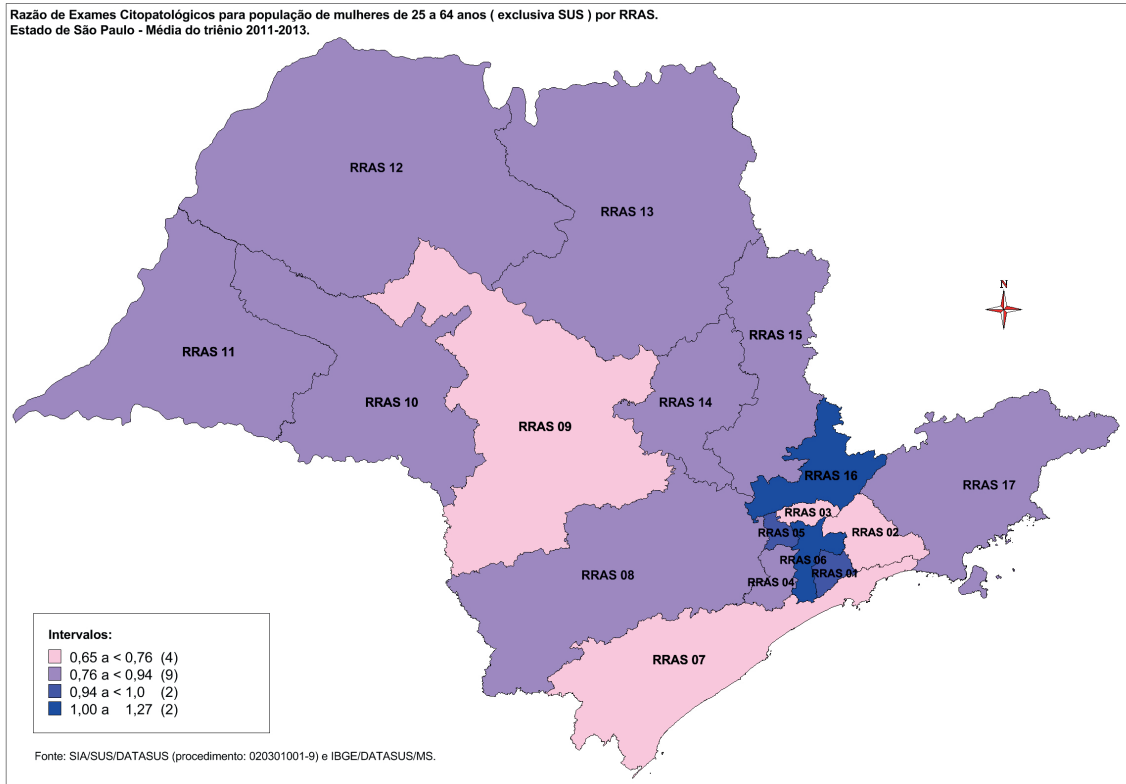 Razão de Exames Citopatológicos para população de mulheres de 25 a 64 anos ( exclusiva SUS ) por RRAS.
Estado de São Paulo - Média do triênio 2011-2013.
RRAS 12
RRAS 13
N
RRAS 15
RRAS 11
RRAS 10
RRAS 14
RRAS 09
RRAS 16
RRAS 17
RRAS 03
RRAS 05
RRAS 02
RRAS 06
RRAS 08
RRAS 01
RRAS 04
RRAS 07
Intervalos:
0,65 a < 0,76 (4)
0,76 a < 0,94 (9)
0,94 a < 1,0 (2)
1,00 a 1,27 (2)
Fonte: SIA/SUS/DATASUS (procedimento: 020301001-9) e IBGE/DATASUS/MS.